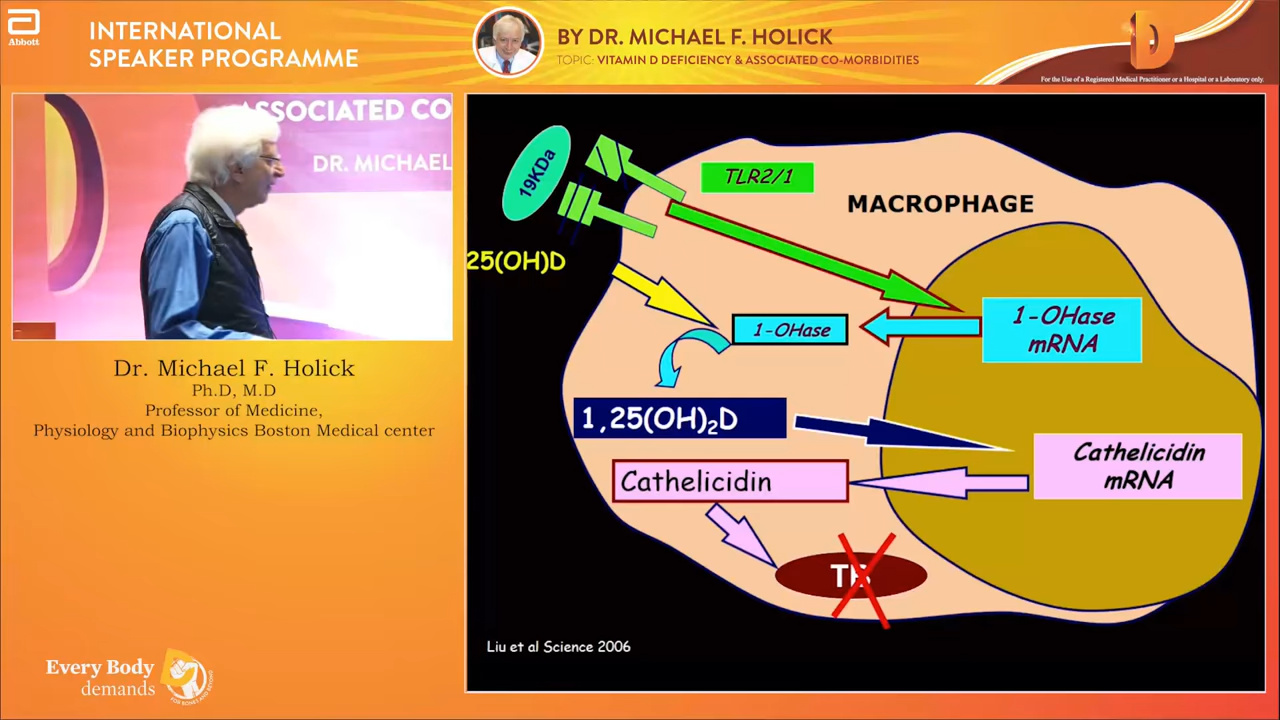 Abbott
INTERNATIONAL
SPEAKER PROGRAMME
BY DR. MICHAEL F. HOLICK
TOPIC: VITAMIN D DEFICIENCY & ASSOCIATED CO-MORBIDITIES
D
For the Use of a Registered Medical Practitioner or a Hospital or a Laboratory only.
ASSOCIATED CO
DR. MICHAEL
Dr. Michael F. Holick
Ph.D, M.D
Professor of Medicine,
Physiology and Biophysics Boston Medical center
Every Body
demands
19KDa
TLR2/1
MACROPHAGE
25(OH)D
1-OHase
1-OHase
mRNA
1,25(OH)₂D
Cathelicidin
Cathelicidin
mRNA
TB
Liu et al Science 2006